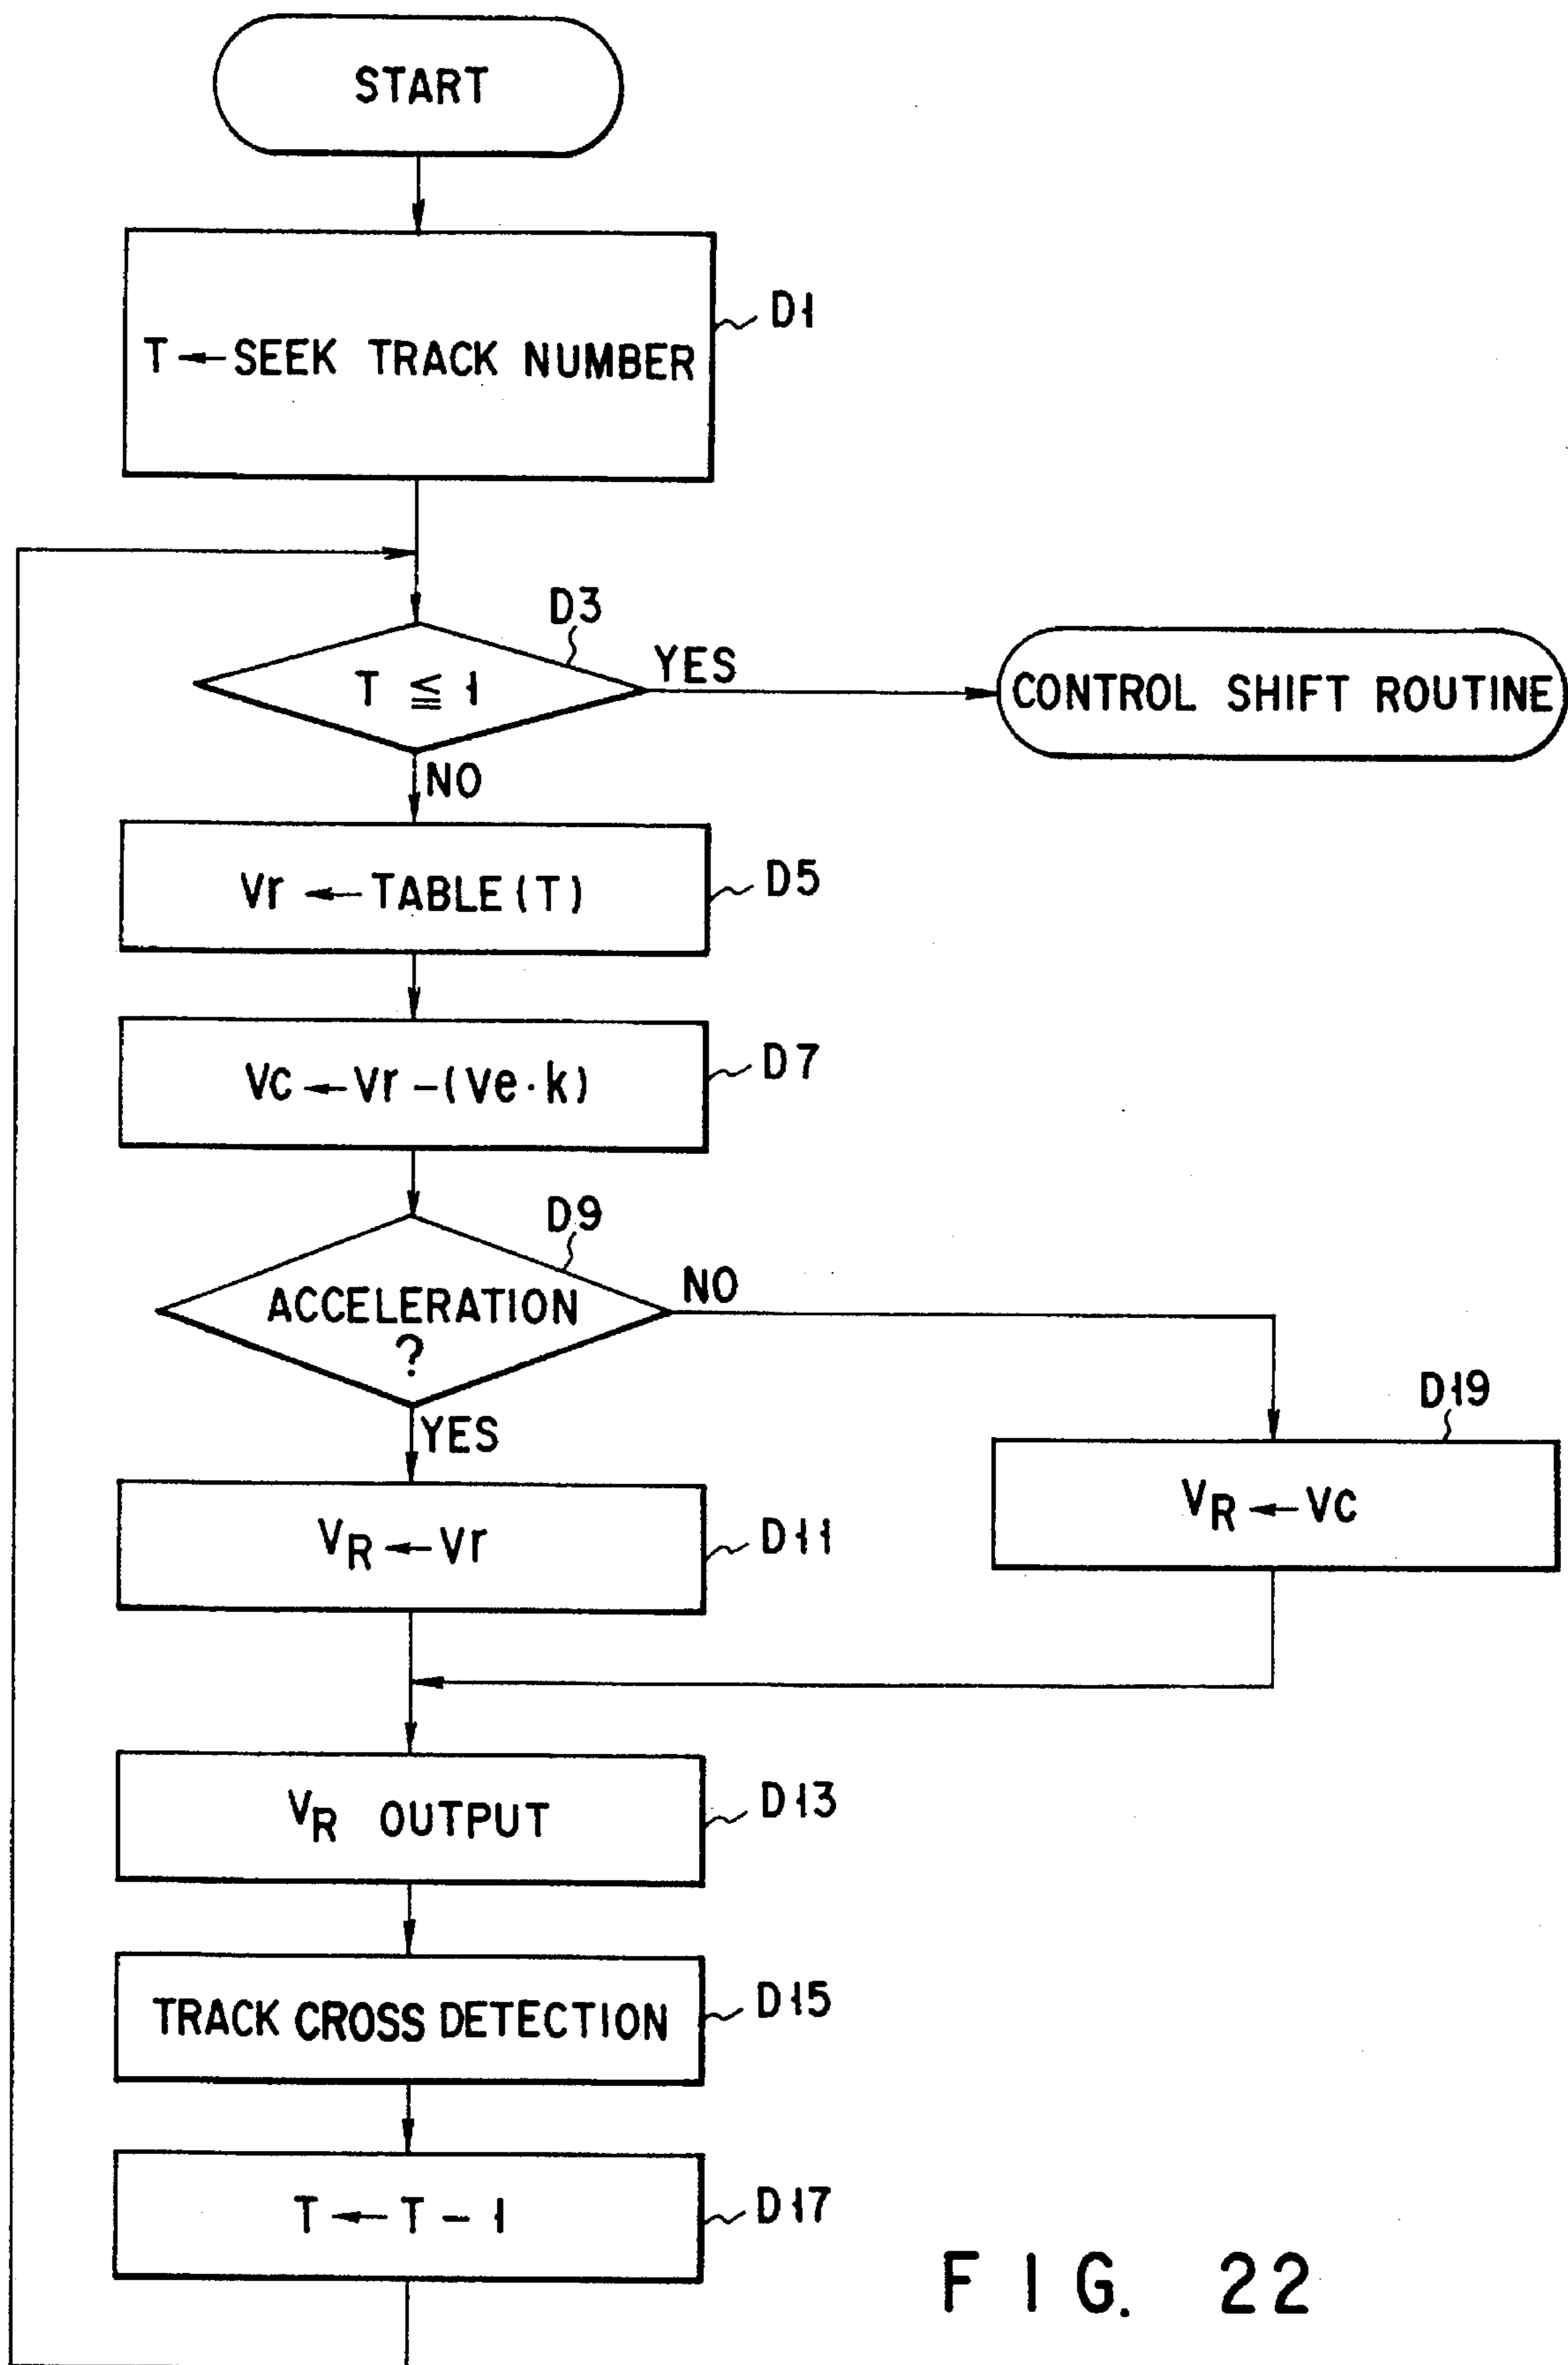 START
D1
T ← SEEK TRACK NUMBER
D3
T ≦ 1
YES
CONTROL SHIFT ROUTINE
NO
Vr ← TABLE (T)
D5
Vc ← Vr - (Ve · k)
D7
D9
ACCELERATION
?
NO
YES
D19
VR ← Vr
D11
VR ← Vc
VR OUTPUT
D13
TRACK CROSS DETECTION
D15
T ← T - 1
D17
FIG. 22